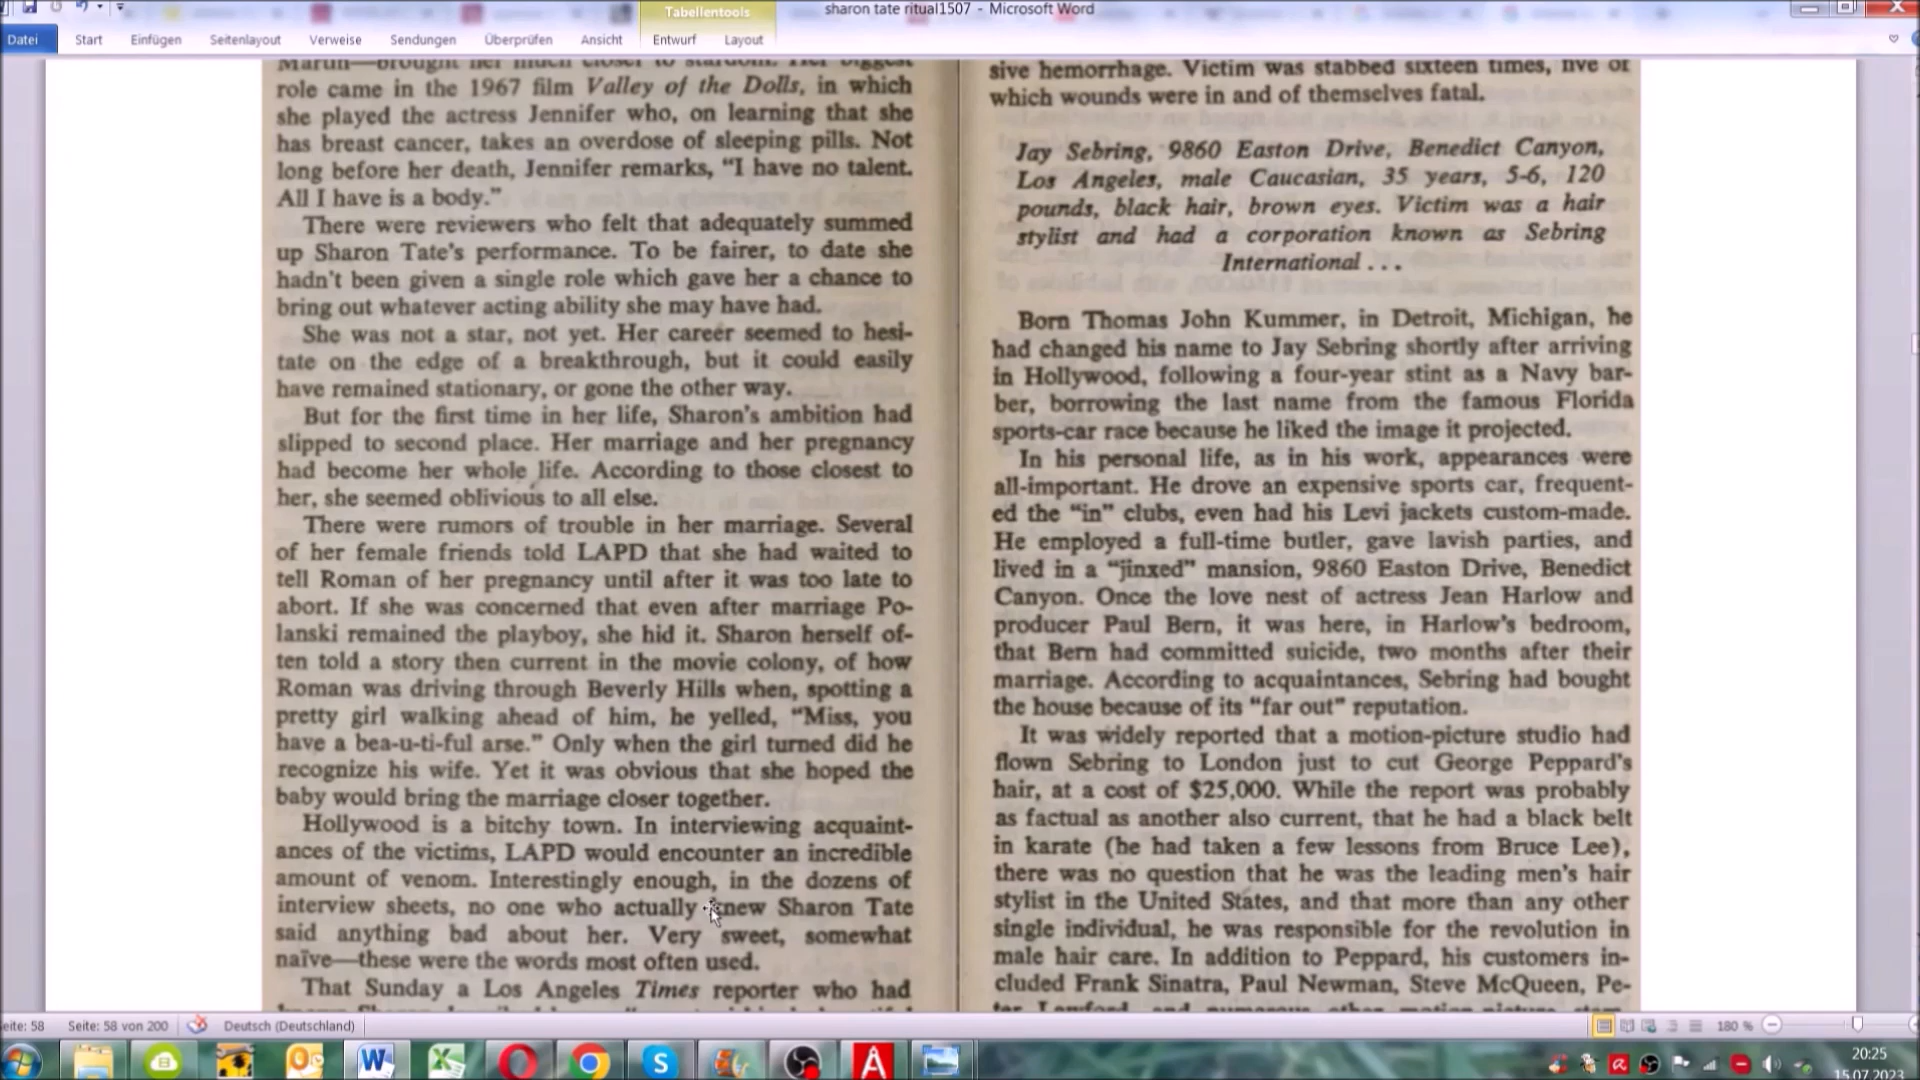 Tabellentools
sharon tate ritual1507 - Microsoft Word
Datei Start Einfügen Seitenlayout Verweise Sendungen Überprüfen Ansicht Entwurf Layout
Martin—brought her much closer to stardom. Her biggest
role came in the 1967 film Valley of the Dolls, in which
she played the actress Jennifer who, on learning that she
has breast cancer, takes an overdose of sleeping pills. Not
long before her death, Jennifer remarks, “I have no talent.
All I have is a body.”
There were reviewers who felt that adequately summed
up Sharon Tate’s performance. To be fairer, to date she
hadn’t been given a single role which gave her a chance to
bring out whatever acting ability she may have had.
She was not a star, not yet. Her career seemed to hesi-
tate on the edge of a breakthrough, but it could easily
have remained stationary, or gone the other way.
But for the first time in her life, Sharon’s ambition had
slipped to second place. Her marriage and her pregnancy
had become her whole life. According to those closest to
her, she seemed oblivious to all else.
There were rumors of trouble in her marriage. Several
of her female friends told LAPD that she had waited to
tell Roman of her pregnancy until after it was too late to
abort. If she was concerned that even after marriage Po-
lanski remained the playboy, she hid it. Sharon herself of-
ten told a story then current in the movie colony, of how
Roman was driving through Beverly Hills when, spotting a
pretty girl walking ahead of him, he yelled, “Miss, you
have a bea-u-ti-ful arse.” Only when the girl turned did he
recognize his wife. Yet it was obvious that she hoped the
baby would bring the marriage closer together.
Hollywood is a bitchy town. In interviewing acquaint-
ances of the victims, LAPD would encounter an incredible
amount of venom. Interestingly enough, in the dozens of
interview sheets, no one who actually knew Sharon Tate
said anything bad about her. Very sweet, somewhat
naïve—these were the words most often used.
That Sunday a Los Angeles Times reporter who had
sive hemorrhage. Victim was stabbed sixteen times, five of
which wounds were in and of themselves fatal.
Jay Sebring, 9860 Easton Drive, Benedict Canyon,
Los Angeles, male Caucasian, 35 years, 5-6, 120
pounds, black hair, brown eyes. Victim was a hair
stylist and had a corporation known as Sebring
International . . .
Born Thomas John Kummer, in Detroit, Michigan, he
had changed his name to Jay Sebring shortly after arriving
in Hollywood, following a four-year stint as a Navy bar-
ber, borrowing the last name from the famous Florida
sports-car race because he liked the image it projected.
In his personal life, as in his work, appearances were
all-important. He drove an expensive sports car, frequent-
ed the “in” clubs, even had his Levi jackets custom-made.
He employed a full-time butler, gave lavish parties, and
lived in a “jinxed” mansion, 9860 Easton Drive, Benedict
Canyon. Once the love nest of actress Jean Harlow and
producer Paul Bern, it was here, in Harlow’s bedroom,
that Bern had committed suicide, two months after their
marriage. According to acquaintances, Sebring had bought
the house because of its “far out” reputation.
It was widely reported that a motion-picture studio had
flown Sebring to London just to cut George Peppard’s
hair, at a cost of $25,000. While the report was probably
as factual as another also current, that he had a black belt
in karate (he had taken a few lessons from Bruce Lee),
there was no question that he was the leading men’s hair
stylist in the United States, and that more than any other
single individual, he was responsible for the revolution in
male hair care. In addition to Peppard, his customers in-
cluded Frank Sinatra, Paul Newman, Steve McQueen, Pe-
eite: 58 Seite: 58 von 200 Deutsch (Deutschland) 180 %
20:25
15.07.2023